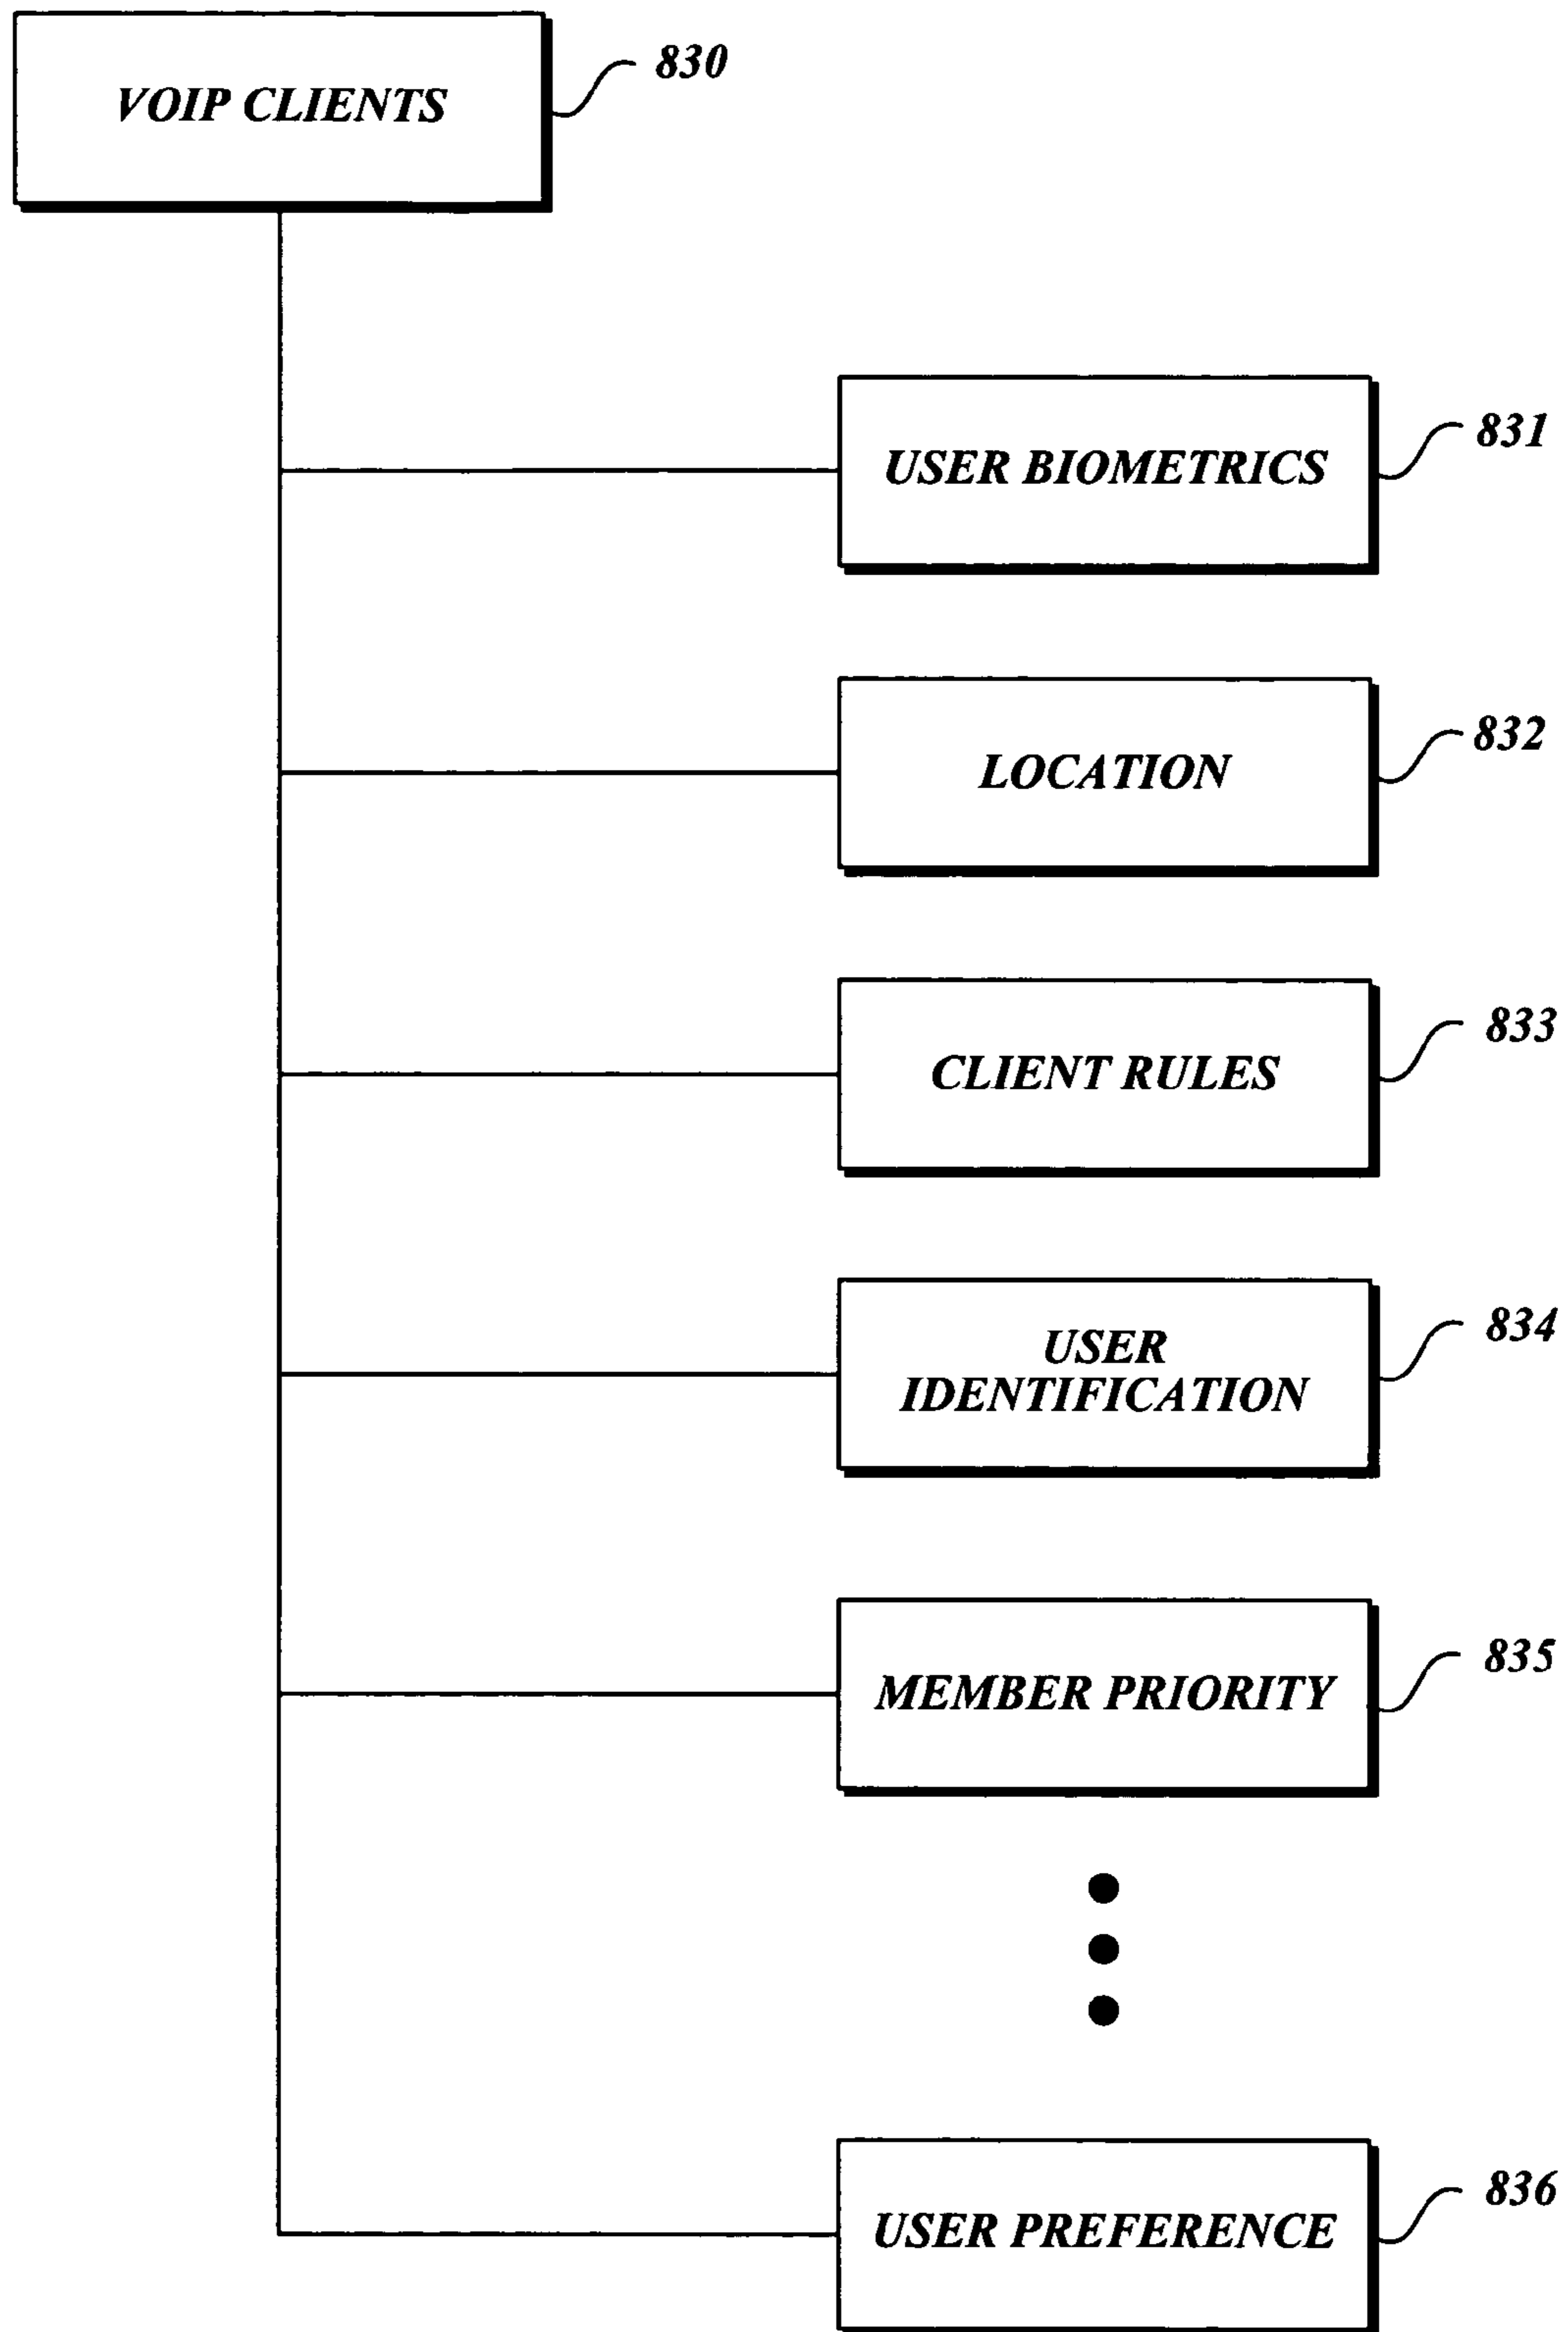 VOIP CLIENTS
830
USER BIOMETRICS
831
LOCATION
832
CLIENT RULES
833
USER
IDENTIFICATION
834
MEMBER PRIORITY
835
USER PREFERENCE
836